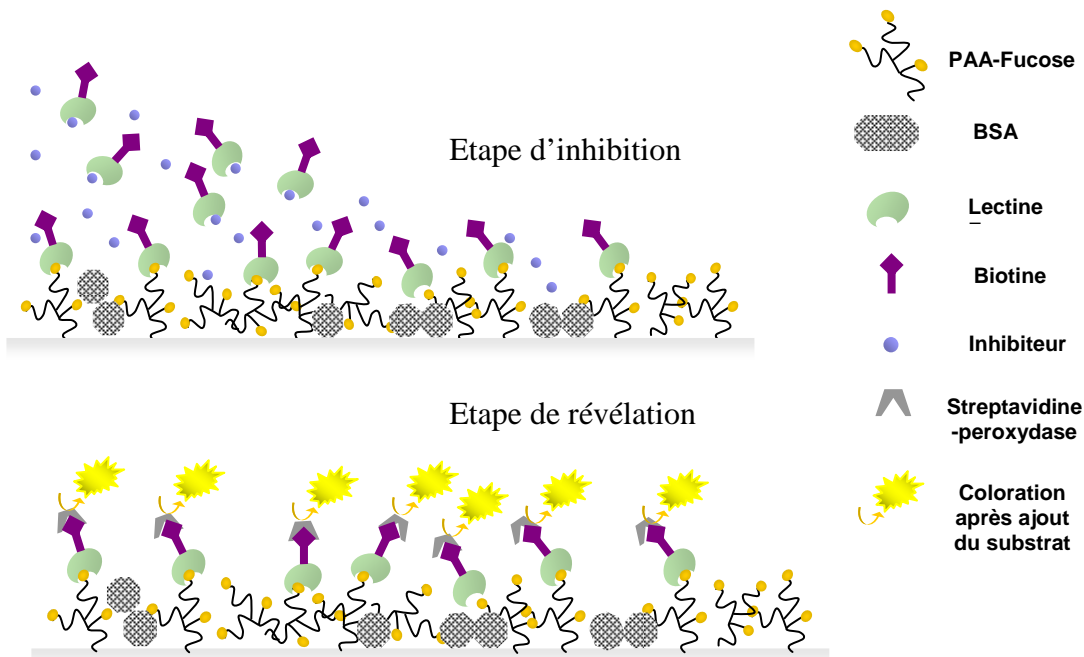 Etape d’inhibition
Etape de révélation
PAA-Fucose
BSA
Lectine
Biotine
Inhibiteur
Streptavidine
-peroxydase
Coloration
après ajout
du substrat